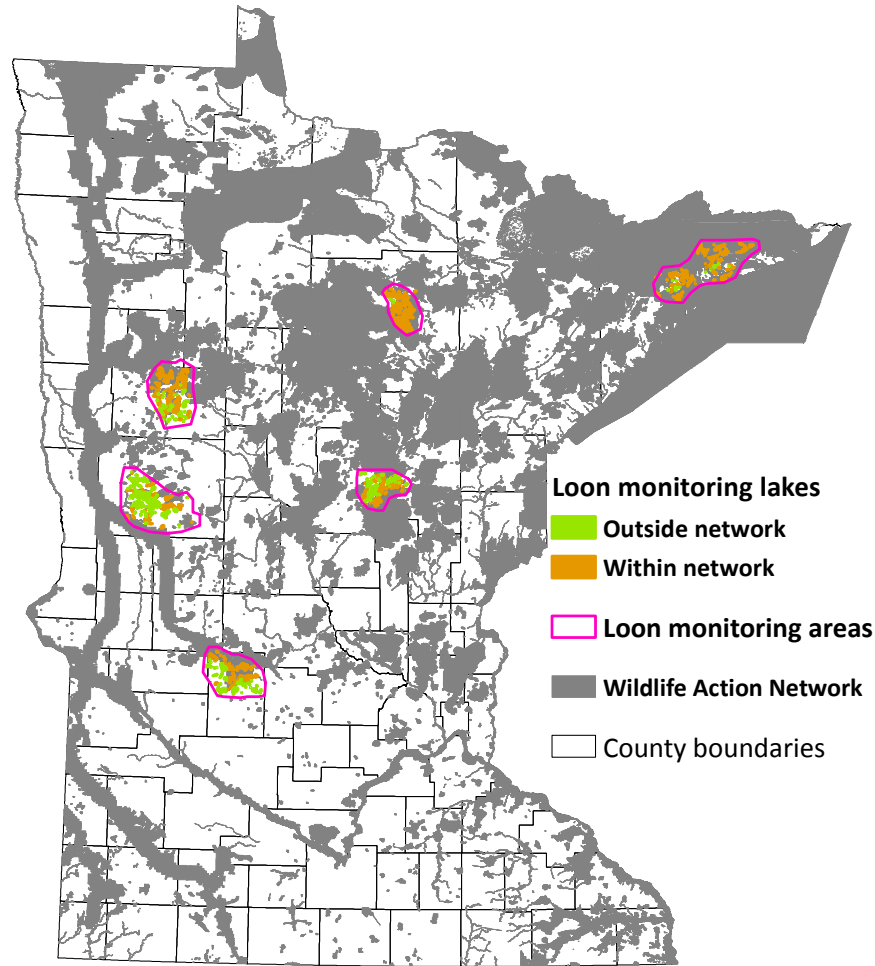 Loon monitoring lakes
Outside network
Within network
Loon monitoring areas
Wildlife Action Network
County boundaries